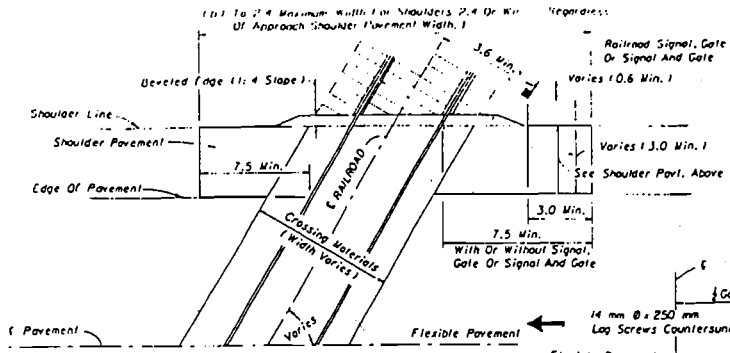 To 2.4 Maximum Width For Shoulders 2.4 Or Regardless
Of Approach Shoulder Pavement Width.)
3.6 Min.
Railroad Signal, Gate
Or Signal And Gate
Beveled Edge (1:4 Slope)
Varies (0.6 Min.)
Shoulder Line
Shoulder Pavement
Varies (3.0 Min.)
7.5 Min.
See Shoulder Pavt. Above
℄ RAILROAD
Edge Of Pavement
3.0 Min.
Crossing Materials
(Width Varies)
7.5 Min.
With Or Without Signal,
Gate Or Signal And Gate
℄
Varies
14 mm Ø x 250 mm
℄ Pavement
Flexible Pavement
Lag Screws Countersun